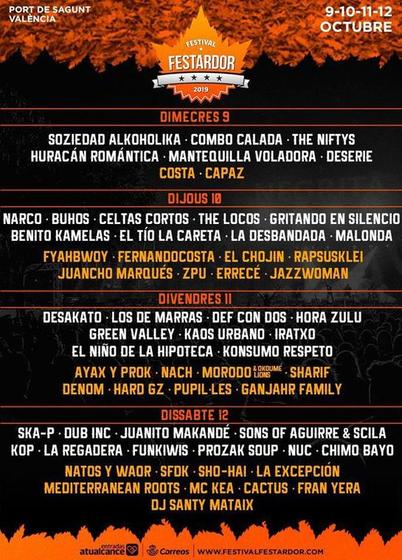 PORT DE SAGUNT
VALÈNCIA
9-10-11-12
OCTUBRE
FESTIVAL
FESTARDOR
2019
DIMECRES 9
SOZIEDAD ALKOHOLIKA · COMBO CALADA · THE NIFTYS
HURACÁN ROMÁNTICA · MANTEQUILLA VOLADORA · DESERIE
COSTA · CAPAZ
DIJOUS 10
NARCO · BUHOS · CELTAS CORTOS · THE LOCOS · GRITANDO EN SILENCIO
BENITO KAMELAS · EL TÍO LA CARETA · LA DESBANDADA · MALONDA
FYAHBWOY · FERNANDOCOSTA · EL CHOJIN · RAPSUSKLEI
JUANCHO MARQUÉS · ZPU · ERRECÉ · JAZZWOMAN
DIVENDRES 11
DESAKATO · LOS DE MARRAS · DEF CON DOS · HORA ZULU
GREEN VALLEY · KAOS URBANO · IRATXO
EL NIÑO DE LA HIPOTECA · KONSUMO RESPETO
AYAX Y PROK · NACH · MORODO & OKOUMÉ LIONS · SHARIF
DENOM · HARD GZ · PUPIL·LES · GANJAHR FAMILY
DISSABTE 12
SKA-P · DUB INC · JUANITO MAKANDÉ · SONS OF AGUIRRE & SCILA
KOP · LA REGADERA · FUNKIWIS · PROZAK SOUP · NUC · CHIMO BAYO
NATOS Y WAOR · SFDK · SHO-HAI · LA EXCEPCIÓN
MEDITERRANEAN ROOTS · MC KEA · CACTUS · FRAN YERA
DJ SANTY MATAIX
entradas
atualcance
Correos
WWW.FESTIVALFESTARDOR.COM